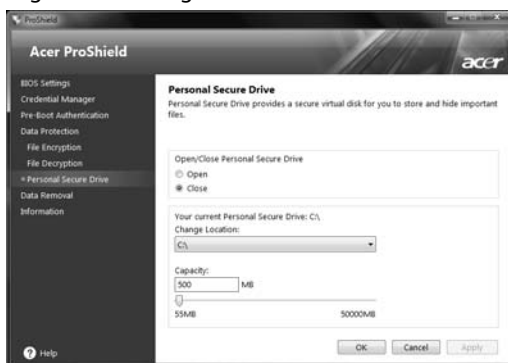 ProShield
Acer ProShield
acer
BIOS Settings
Credential Manager
Pre-Boot Authentication
Data Protection
File Encryption
File Decryption
Personal Secure Drive
Data Removal
Information
Help
Personal Secure Drive
Personal Secure Drive provides a secure virtual disk for you to store and hide important
files.
Open/Close Personal Secure Drive
Open
Close
Your current Personal Secure Drive: C:\,
Change Location:
C:\
Capacity:
500 MB
55MB 50000MB
OK Cancel Apply